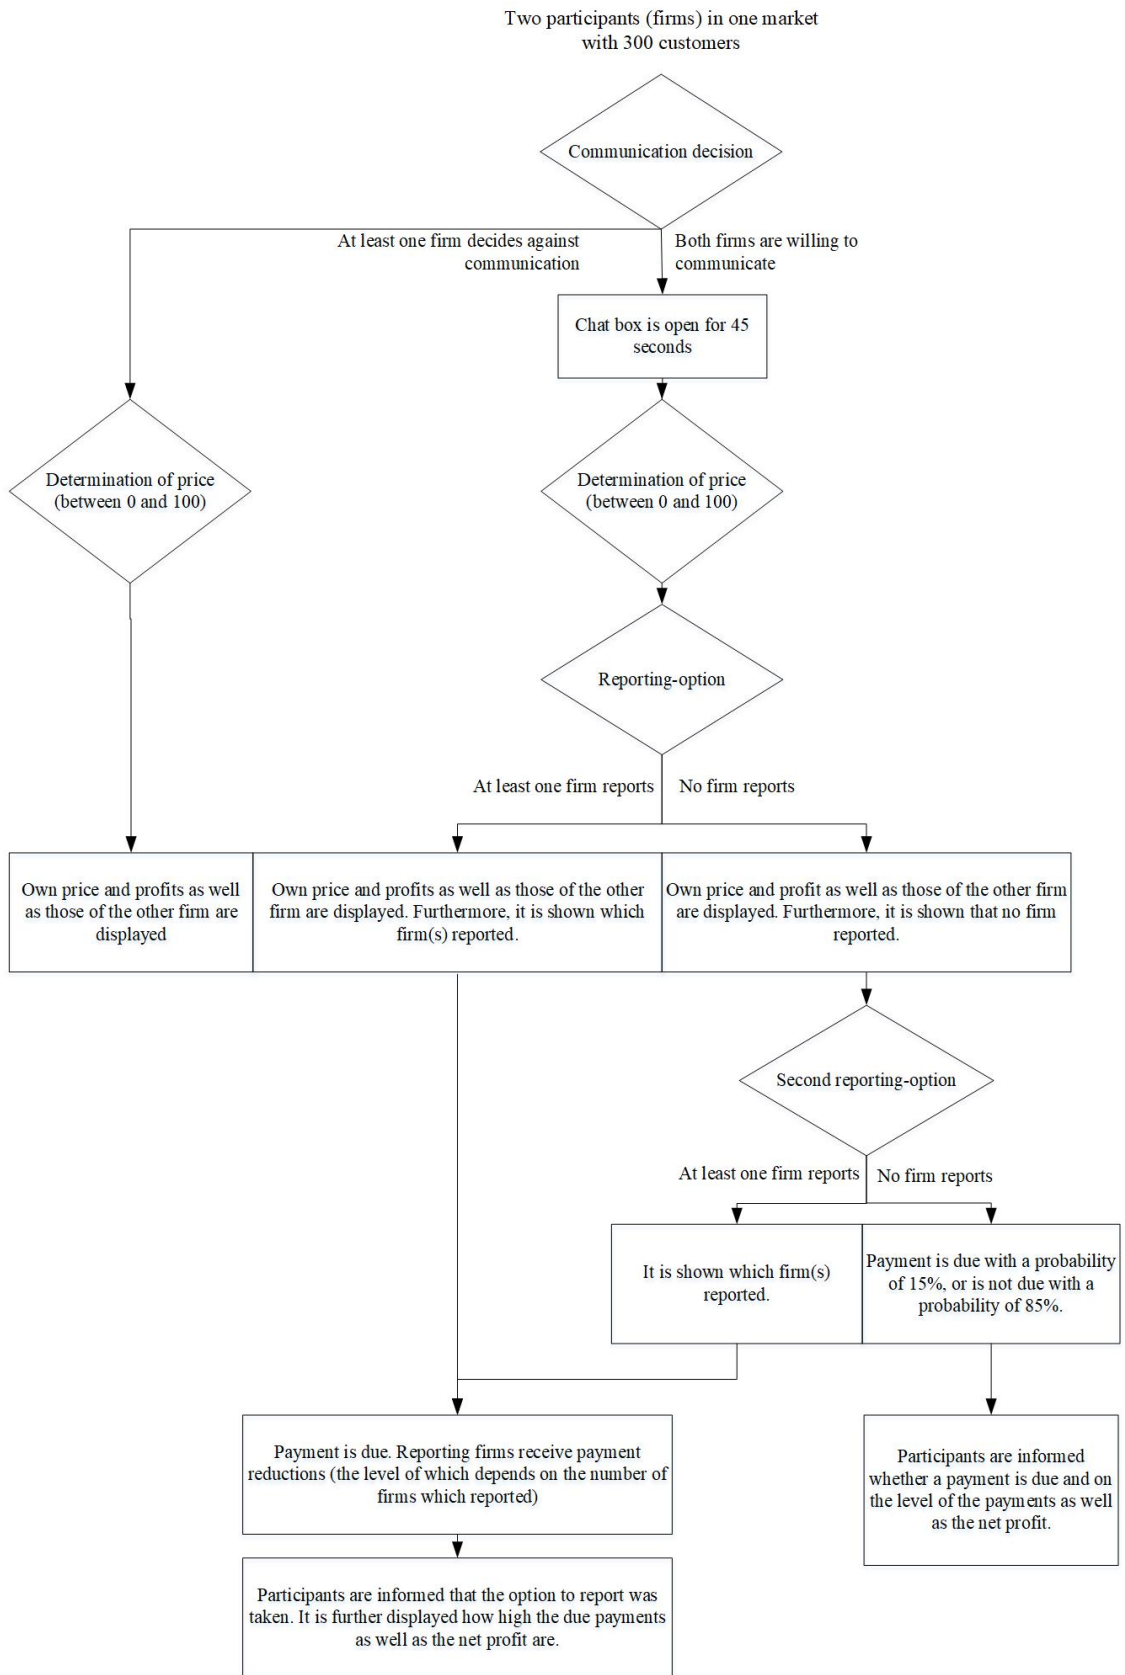 Two participants (firms) in one market
with 300 customers
Communication decision
At least one firm decides against
communication
Both firms are willing to
communicate
Chat box is open for 45
seconds
Determination of price
(between 0 and 100)
Determination of price
(between 0 and 100)
Reporting-option
At least one firm reports
No firm reports
Own price and profits as well
as those of the other firm are
displayed
Own price and profits as well as those of the other
firm are displayed. Furthermore, it is shown which
firm(s) reported.
Own price and profit as well as those of the other firm
are displayed. Furthermore, it is shown that no firm
reported.
Second reporting-option
At least one firm reports
No firm reports
It is shown which firm(s)
reported.
Payment is due with a probability
of 15%, or is not due with a
probability of 85%.
Payment is due. Reporting firms receive payment
reductions (the level of which depends on the number of
firms which reported)
Participants are informed
whether a payment is due and on
the level of the payments as well
as the net profit.
Participants are informed that the option to report was
taken. It is further displayed how high the due payments
as well as the net profit are.